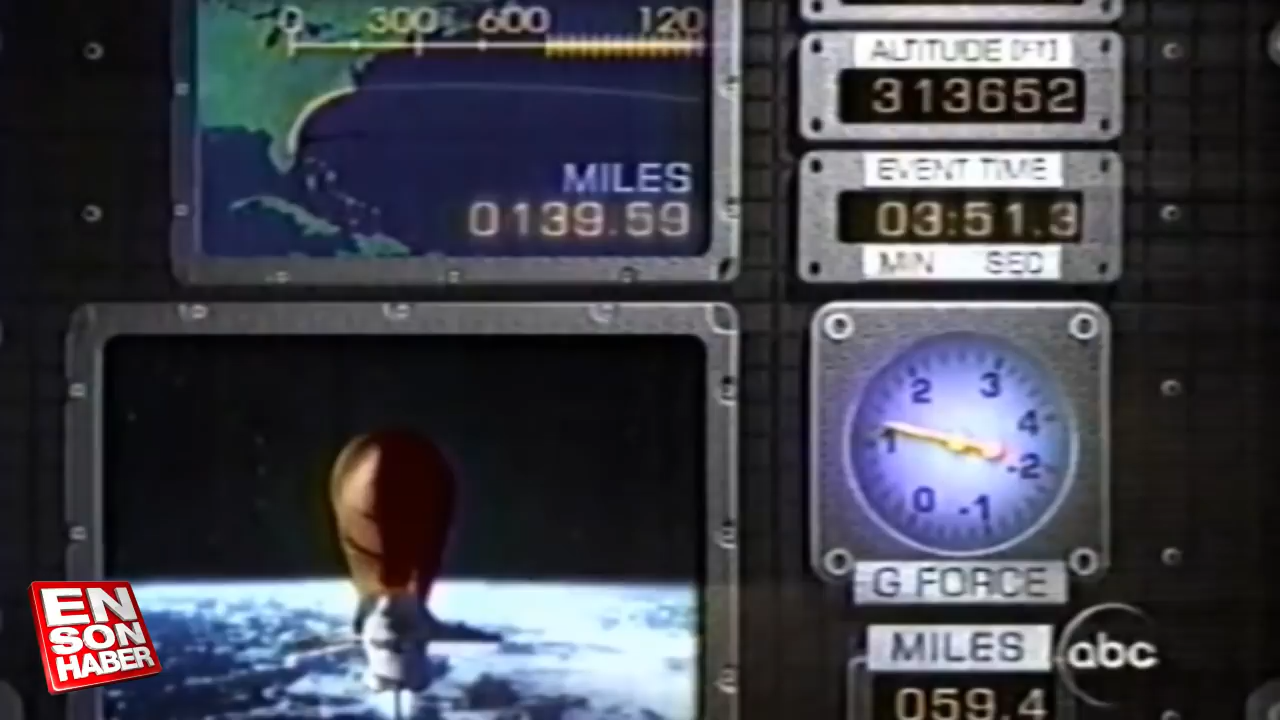 0 300 600 120
MILES
0139.59
ALTITUDE [FT]
313652
EVENT TIME
03:51.3
MIN SEC
2 3
1 4
-2
0 -1
G FORCE
MILES
059.4
abc
EN
SON
HABER